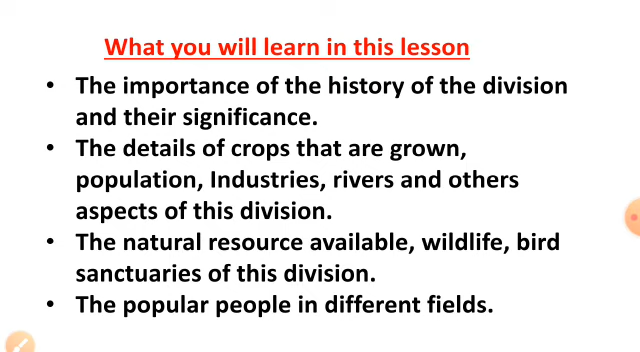 What you will learn in this lesson
• The importance of the history of the division
and their significance.
• The details of crops that are grown,
population, Industries, rivers and others
aspects of this division.
• The natural resource available, wildlife, bird
sanctuaries of this division.
• The popular people in different fields.